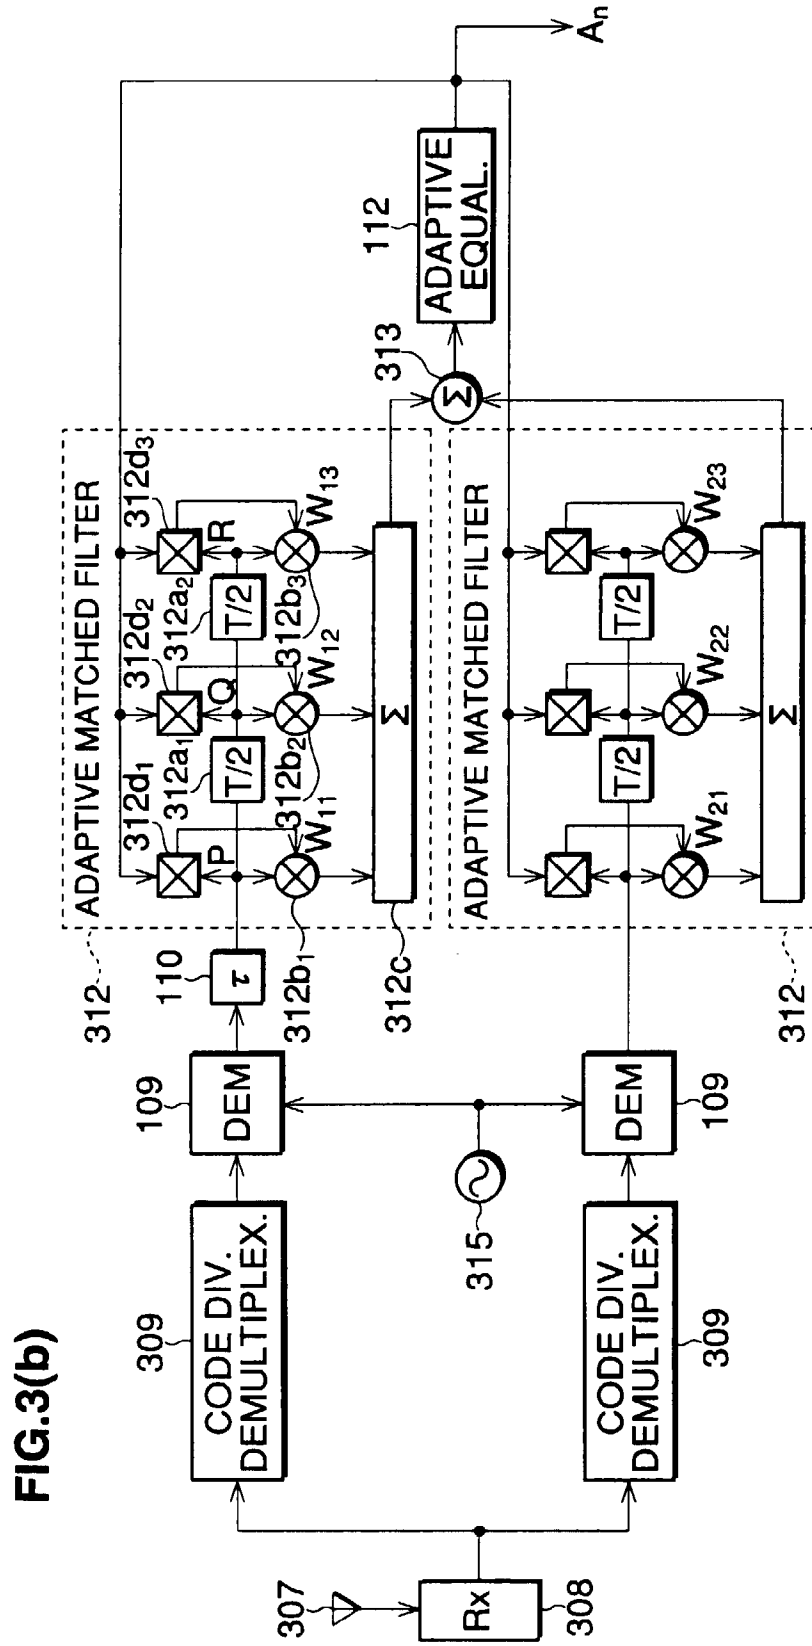 FIG.3(b)
307
Rx
308
309
CODE DIV.
DEMULTIPLEX.
CODE DIV.
DEMULTIPLEX.
309
109
DEM
315
DEM
109
110
τ
312
ADAPTIVE MATCHED FILTER
312d1
312d2
312d3
P
Q
R
312a1
312a2
T/2
T/2
312b1
312b2
312b3
W11
W12
W13
312c
Σ
313
Σ
112
ADAPTIVE
EQUAL.
An
ADAPTIVE MATCHED FILTER
T/2
T/2
W21
W22
W23
Σ
312